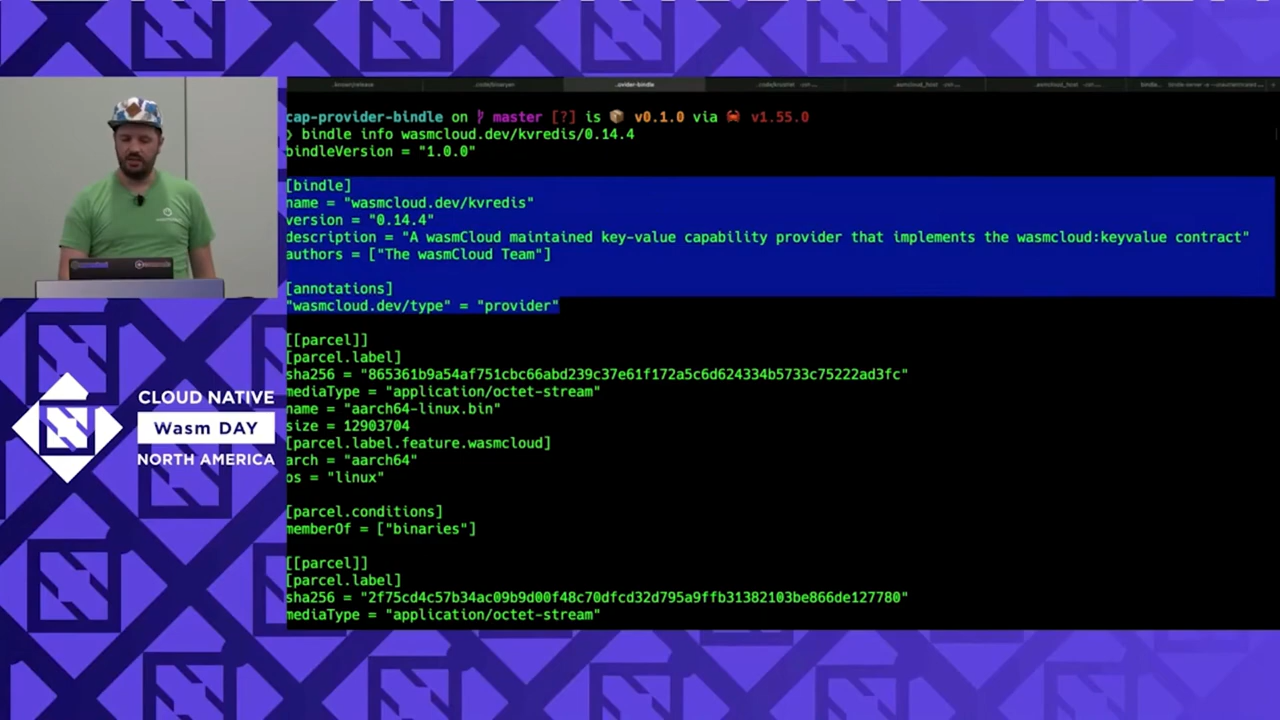 cap-provider-bindle on master [?] is v0.1.0 via v1.55.0
bindle info wasmcloud.dev/kvredis/0.14.4
bindleVersion = "1.0.0"
[bindle]
name = "wasmcloud.dev/kvredis"
version = "0.14.4"
description = "A wasmCloud maintained key-value capability provider that implements the wasmcloud:keyvalue contract"
authors = ["The wasmCloud Team"]
[annotations]
"wasmcloud.dev/type" = "provider"
[[parcel]]
[parcel.label]
sha256 = "865361b9a54af751cbc66abd239c37e61f172a5c6d624334b5733c75222ad3fc"
mediaType = "application/octet-stream"
name = "aarch64-linux.bin"
size = 12903704
[parcel.label.feature.wasmcloud]
arch = "aarch64"
os = "linux"
[parcel.conditions]
memberOf = ["binaries"]
[[parcel]]
[parcel.label]
sha256 = "2f75cd4c57b34ac09b9d00f48c70dfcd32d795a9ffb31382103be866de127780"
mediaType = "application/octet-stream"
CLOUD NATIVE
Wasm DAY
NORTH AMERICA